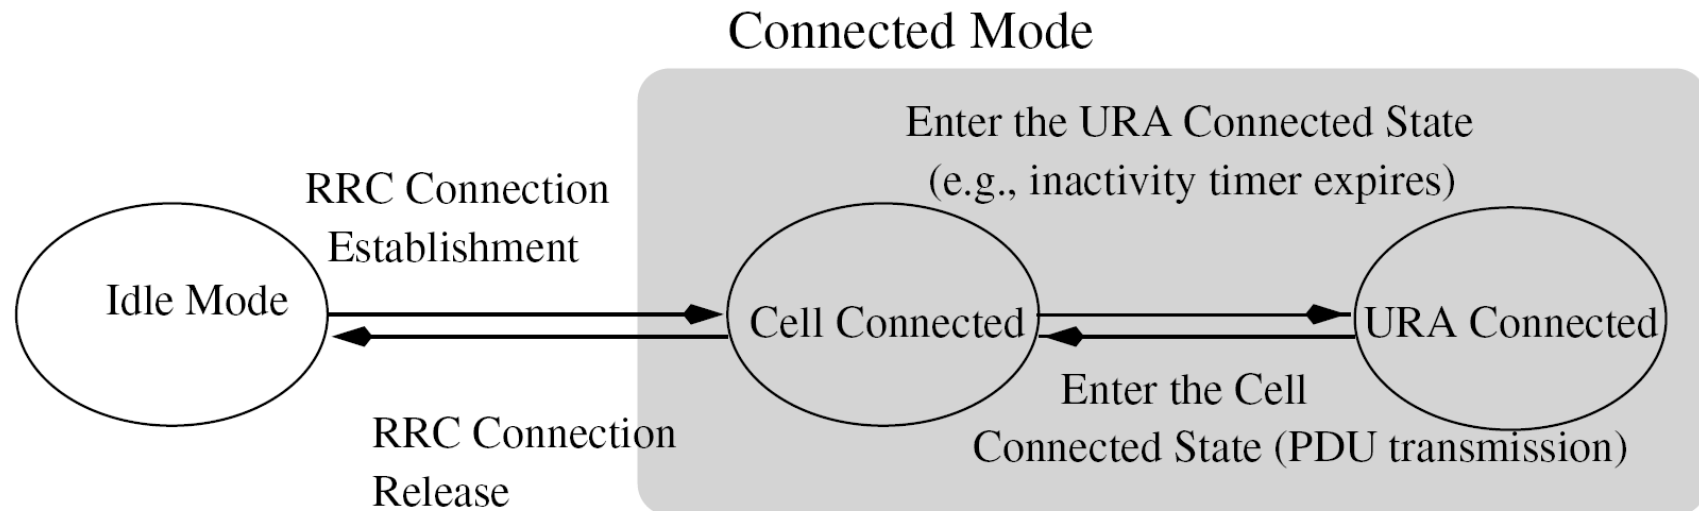 Connected Mode
Enter the URA Connected State
(e.g., inactivity timer expires)
RRC Connection
Establishment
Idle Mode
Cell Connected
URA Connected
Enter the Cell
Connected State (PDU transmission)
RRC Connection
Release